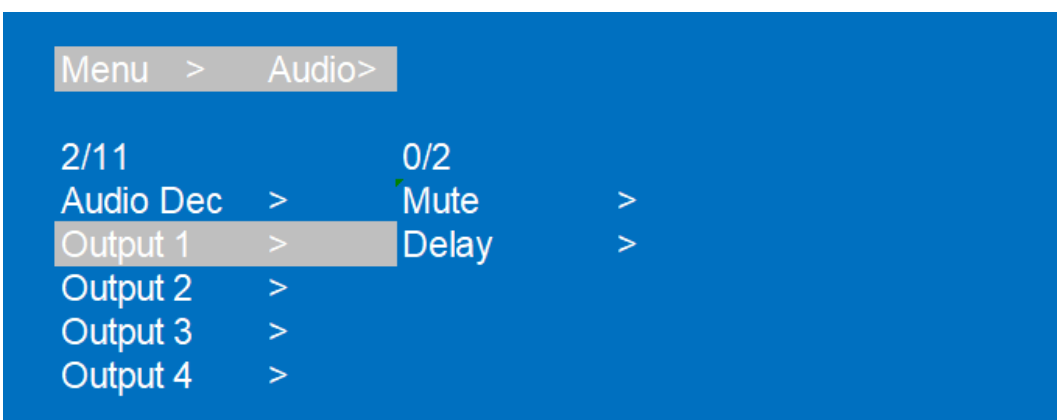 Menu > Audio>
2/11 0/2
Audio Dec > Mute >
Output 1 > Delay >
Output 2 >
Output 3 >
Output 4 >